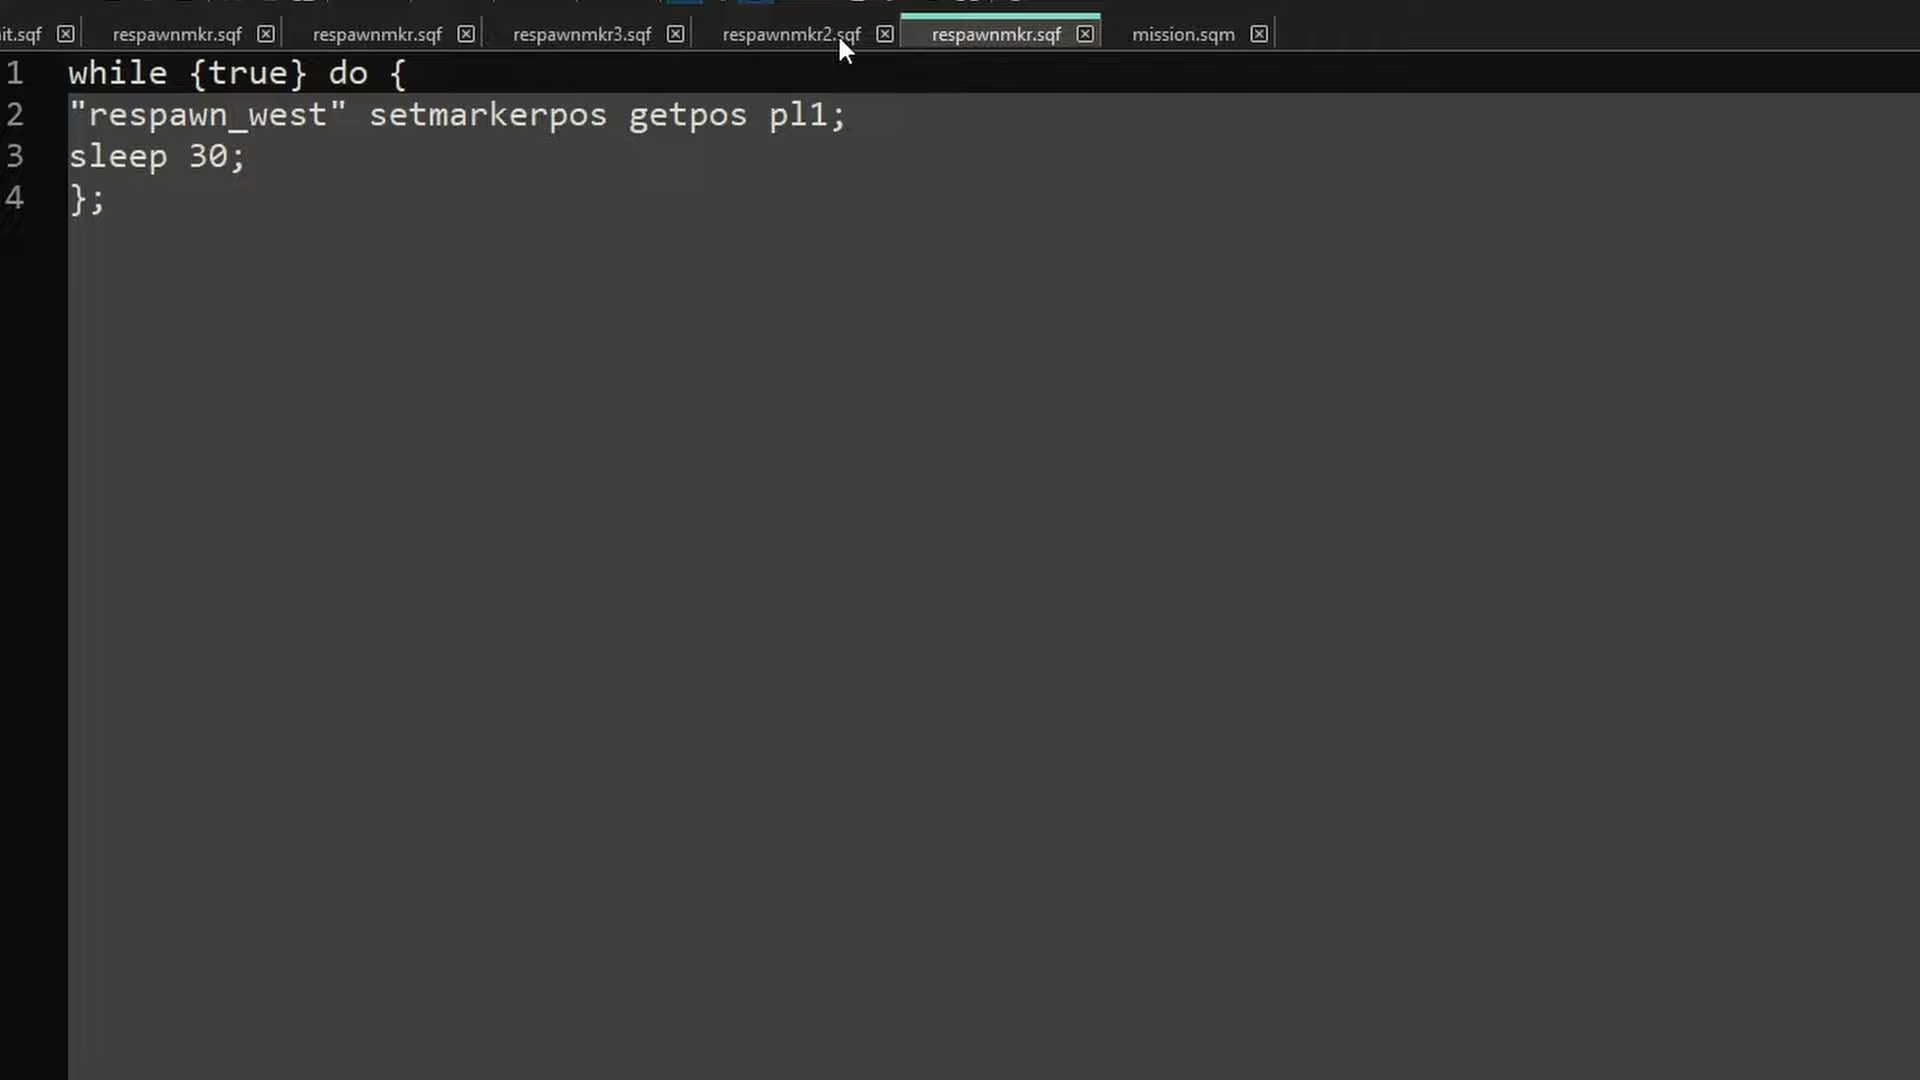 it.sqf respawnmkr.sqf respawnmkr.sqf respawnmkr3.sqf respawnmkr2.sqf respawnmkr.sqf mission.sqm
1 while {true} do {
2 "respawn_west" setmarkerpos getpos pl1;
3 sleep 30;
4 };